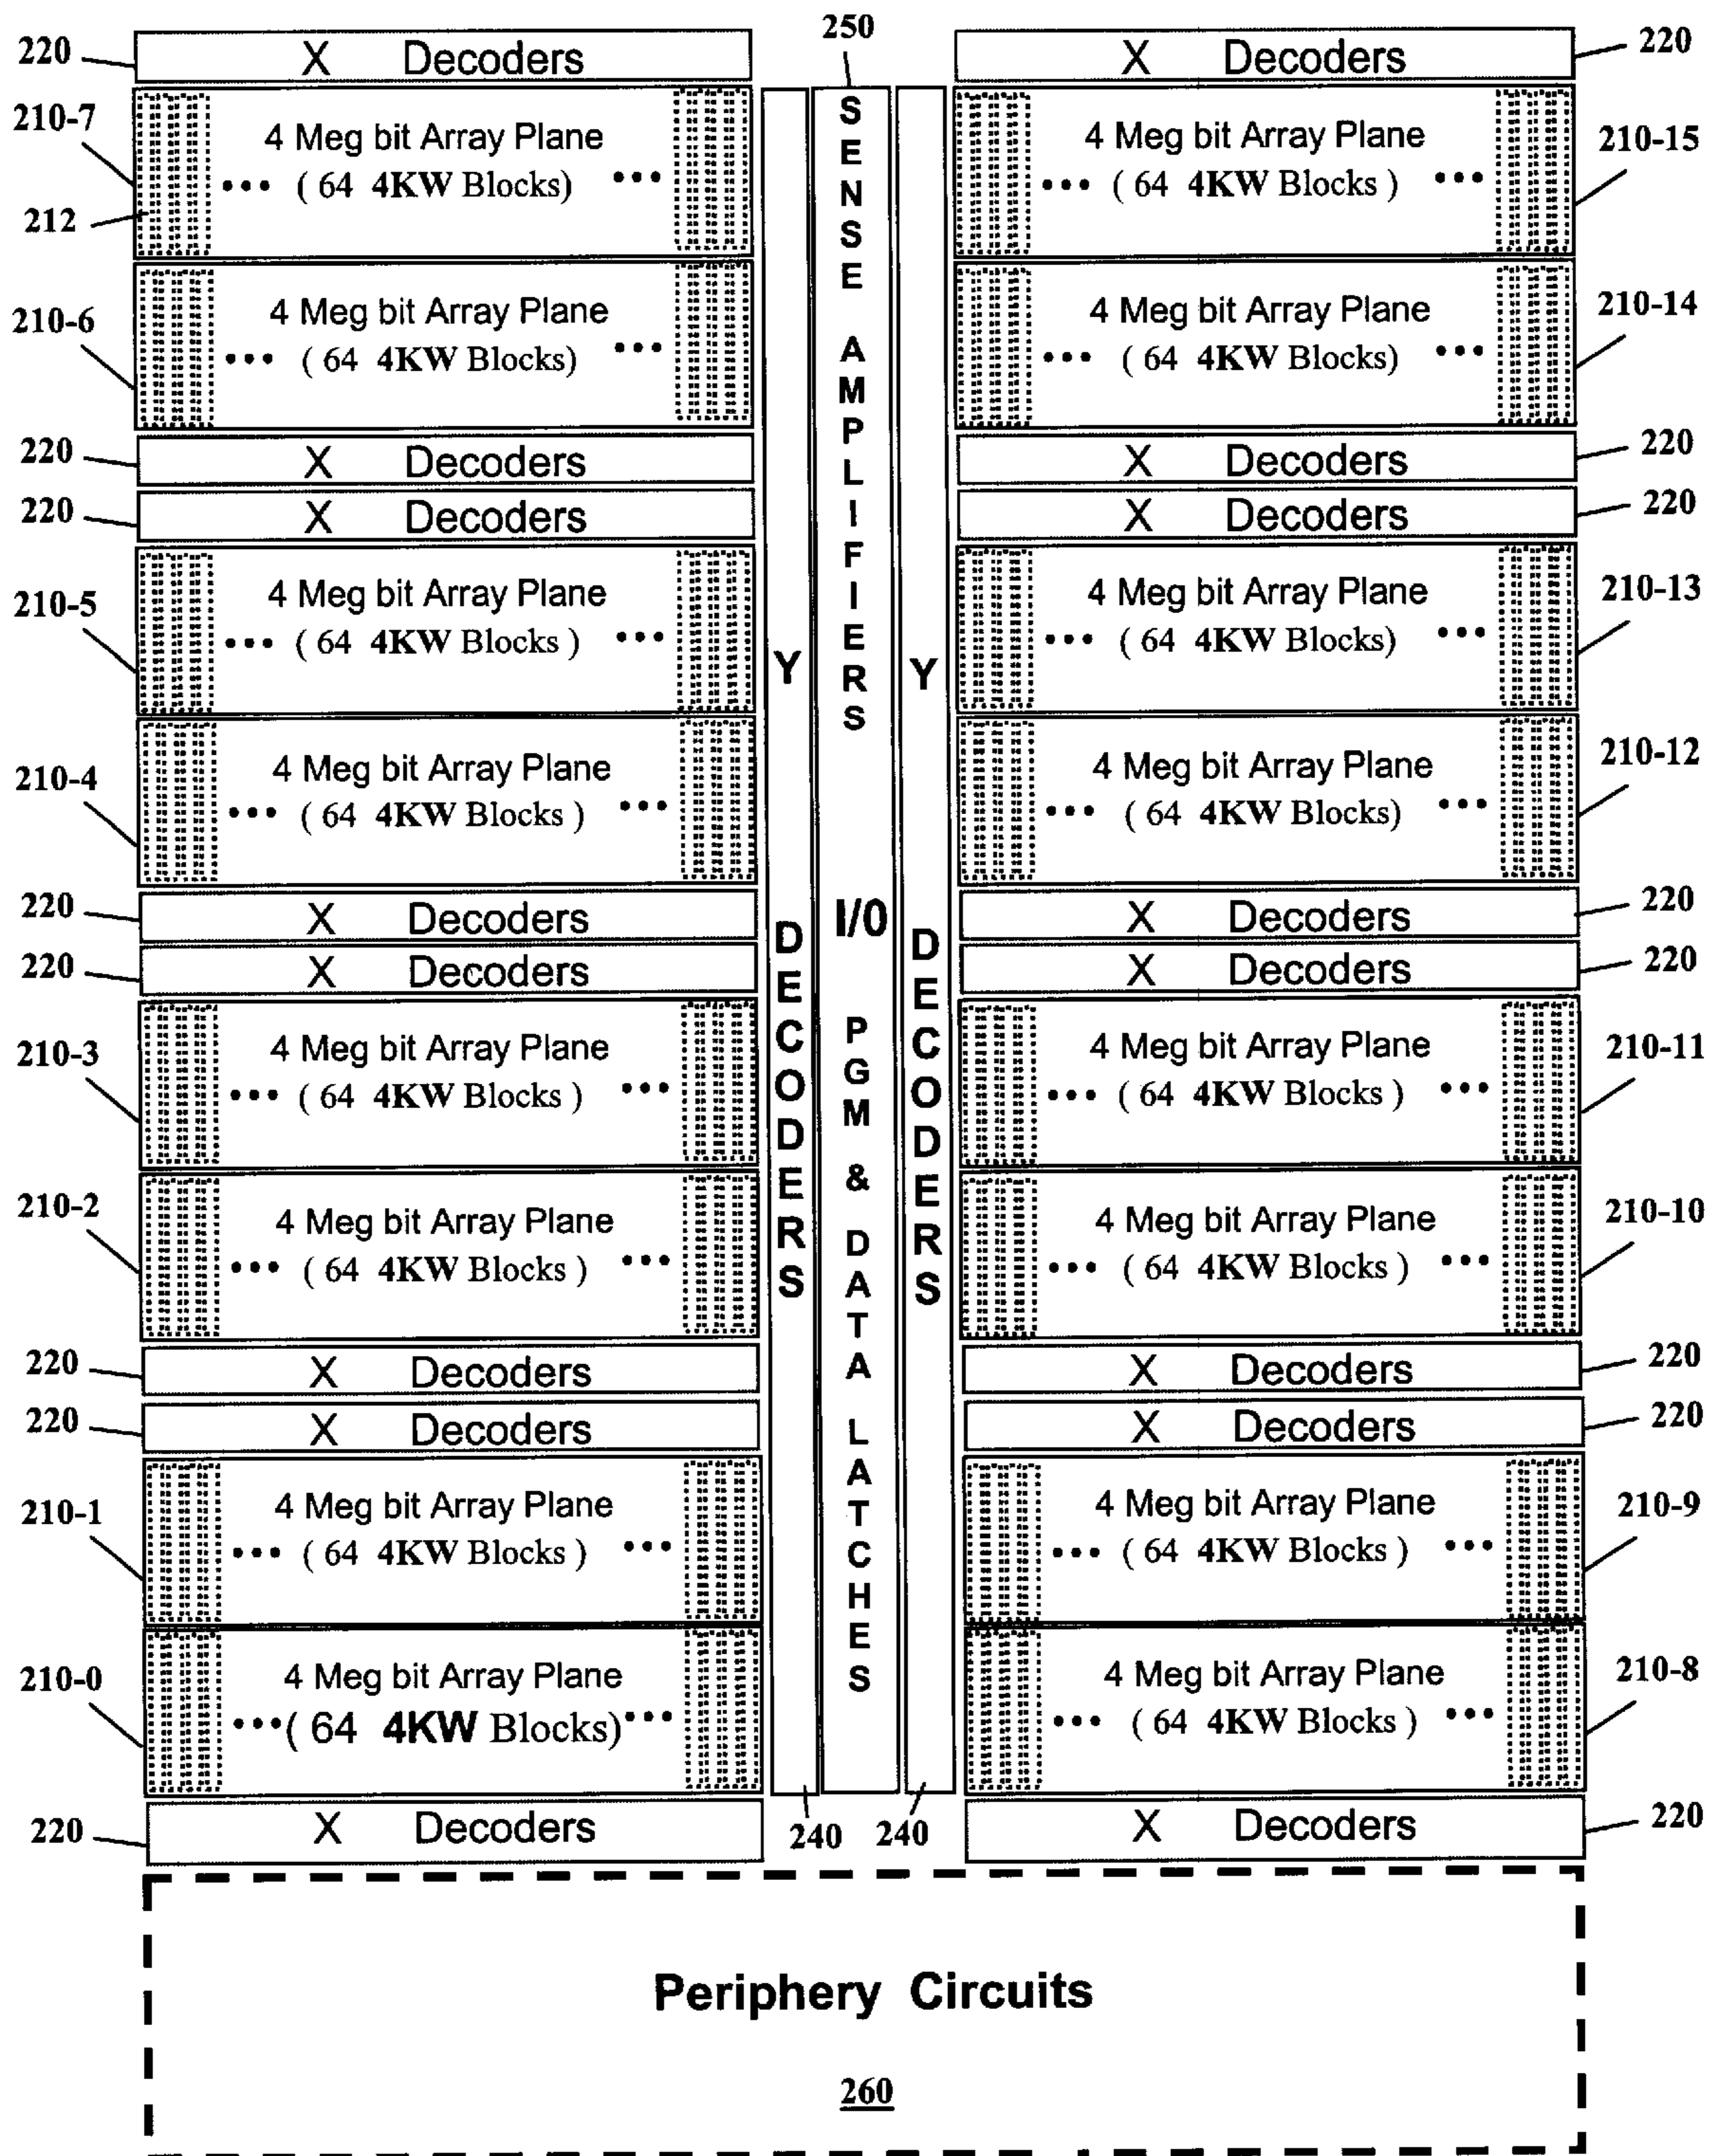 250
220 X Decoders X Decoders 220
210-7 4 Meg bit Array Plane 4 Meg bit Array Plane 210-15
••• ( 64 4KW Blocks) ••• ••• ( 64 4KW Blocks ) •••
212
210-6 4 Meg bit Array Plane 4 Meg bit Array Plane 210-14
••• ( 64 4KW Blocks) ••• ••• ( 64 4KW Blocks) •••
220 X Decoders X Decoders 220
220 X Decoders X Decoders 220
210-5 4 Meg bit Array Plane 4 Meg bit Array Plane 210-13
••• ( 64 4KW Blocks ) ••• ••• ( 64 4KW Blocks) •••
210-4 4 Meg bit Array Plane 4 Meg bit Array Plane 210-12
••• ( 64 4KW Blocks ) ••• ••• ( 64 4KW Blocks) •••
220 X Decoders X Decoders 220
220 X Decoders X Decoders 220
210-3 4 Meg bit Array Plane 4 Meg bit Array Plane 210-11
••• ( 64 4KW Blocks ) ••• ••• ( 64 4KW Blocks ) •••
210-2 4 Meg bit Array Plane 4 Meg bit Array Plane 210-10
••• ( 64 4KW Blocks ) ••• ••• ( 64 4KW Blocks ) •••
220 X Decoders X Decoders 220
220 X Decoders X Decoders 220
210-1 4 Meg bit Array Plane 4 Meg bit Array Plane 210-9
••• ( 64 4KW Blocks ) ••• ••• ( 64 4KW Blocks ) •••
210-0 4 Meg bit Array Plane 4 Meg bit Array Plane 210-8
•••( 64 4KW Blocks)••• ••• ( 64 4KW Blocks ) •••
220 X Decoders X Decoders 220
Y DECODERS
SENSE AMPLIFIERS I/O PGM & DATA LATCHES
Y DECODERS
240 240
Periphery Circuits
260